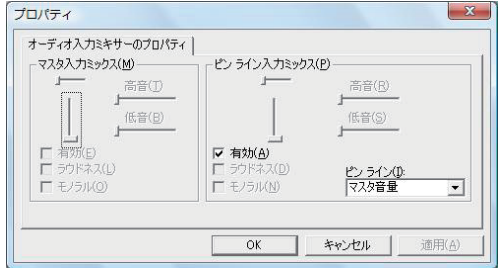 プロパティ
オーディオ入力ミキサーのプロパティ
マスタ入力ミックス(M)
高音(T)
低音(B)
有効(E)
ラウドネス(L)
モノラル(O)
ピン ライン入力ミックス(P)
高音(R)
低音(S)
有効(A)
ラウドネス(D)
モノラル(N)
ピン ライン(I):
マスタ音量
OK
キャンセル
適用(A)